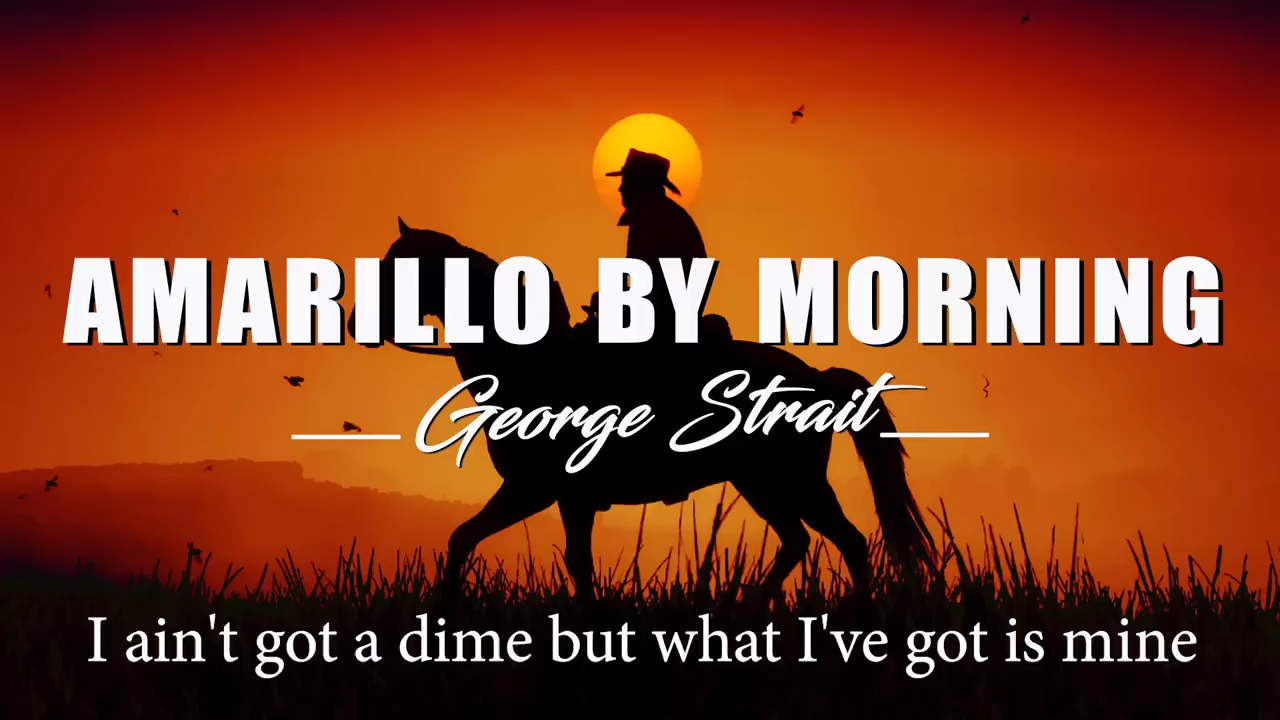 AMARILLO BY MORNING
George Strait
I ain't got a dime but what I've got is mine